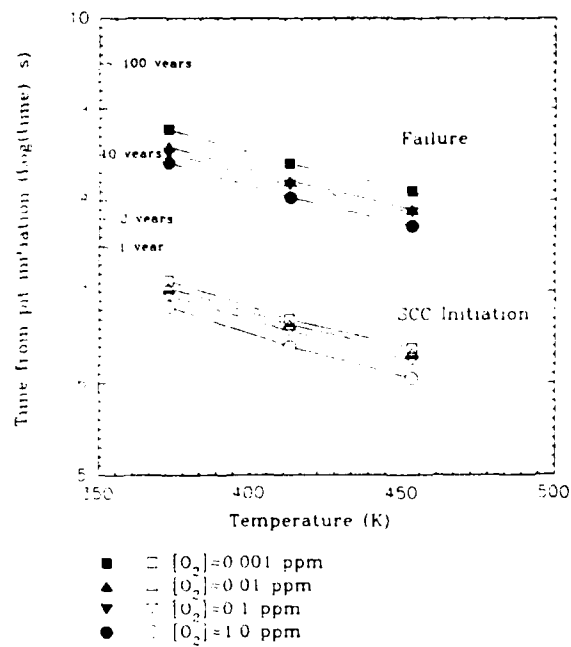 10
100 years
Failure
10 years
2 years
1 year
SCC Initiation
5
350 400 450 500
Temperature (K)
Time from pit initiation (Log(time) s)
[O2]=0.001 ppm
[O2]=0.01 ppm
[O2]=0.1 ppm
[O2]=1.0 ppm